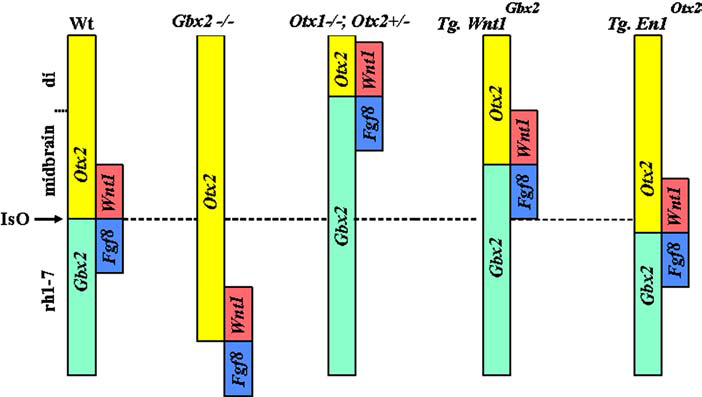 Wt
Gbx2 -/-
Otx1-/-; Otx2+/-
Tg. Wnt1 Gbx2
Tg. En1 Otx2
di
midbrain
IsO
rh1-7
Otx2
Wnt1
Gbx2
Fgf8
Otx2
Wnt1
Fgf8
Otx2
Wnt1
Fgf8
Gbx2
Otx2
Wnt1
Gbx2
Fgf8
Otx2
Wnt1
Gbx2
Fgf8